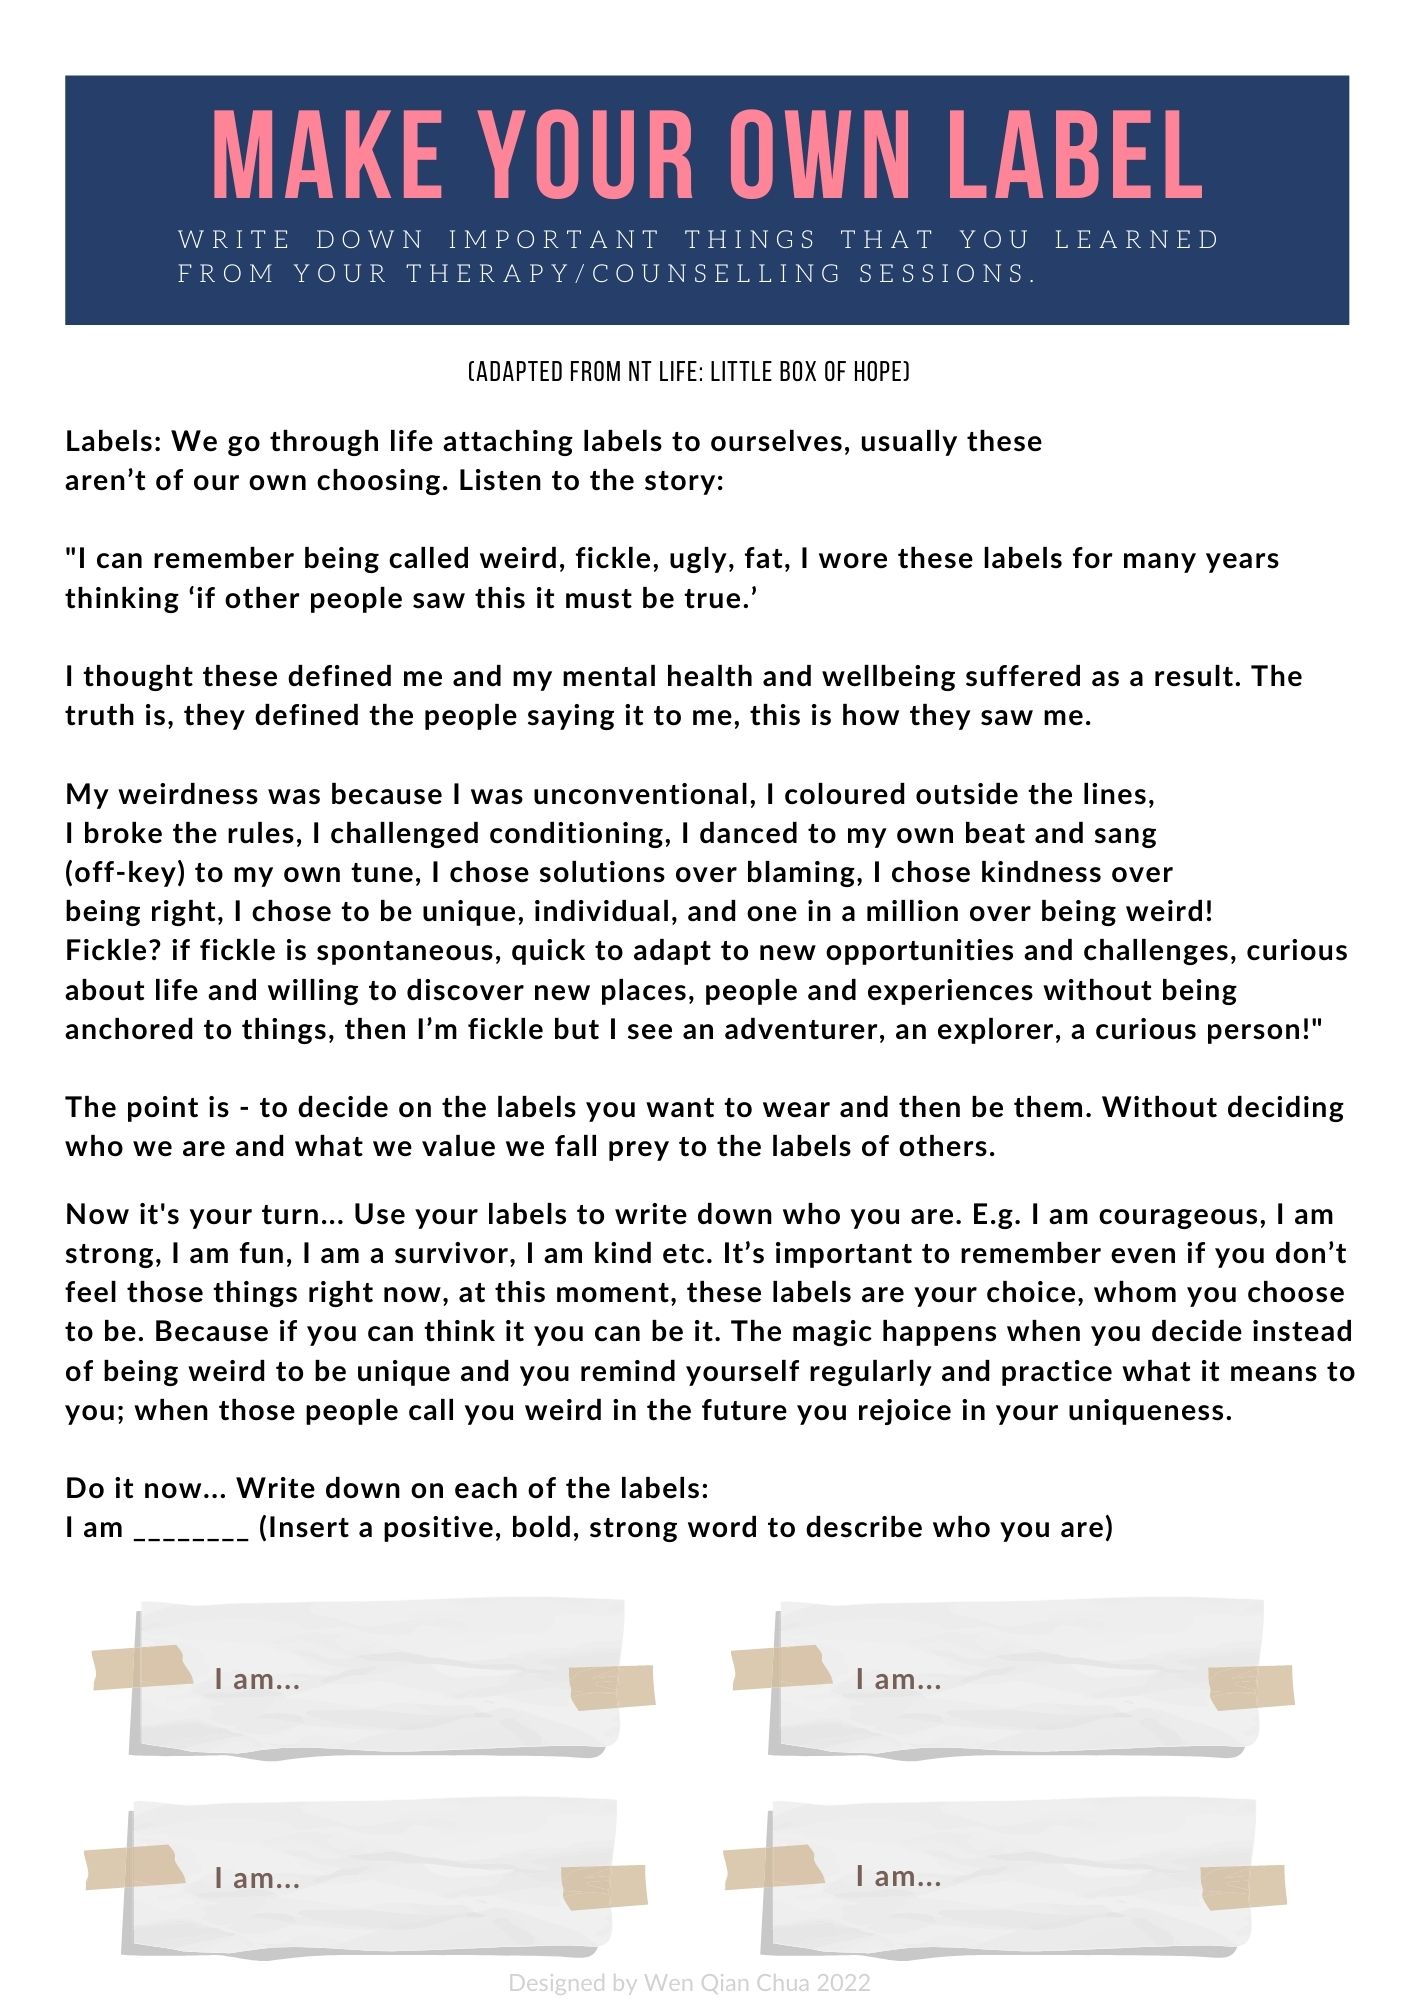 MAKE YOUR OWN LABEL
WRITE DOWN IMPORTANT THINGS THAT YOU LEARNED
FROM YOUR THERAPY/COUNSELLING SESSIONS.
(ADAPTED FROM NT LIFE: LITTLE BOX OF HOPE)
Labels: We go through life attaching labels to ourselves, usually these
aren’t of our own choosing. Listen to the story:
"I can remember being called weird, fickle, ugly, fat, I wore these labels for many years
thinking ‘if other people saw this it must be true.’
I thought these defined me and my mental health and wellbeing suffered as a result. The
truth is, they defined the people saying it to me, this is how they saw me.
My weirdness was because I was unconventional, I coloured outside the lines,
I broke the rules, I challenged conditioning, I danced to my own beat and sang
(off-key) to my own tune, I chose solutions over blaming, I chose kindness over
being right, I chose to be unique, individual, and one in a million over being weird!
Fickle? if fickle is spontaneous, quick to adapt to new opportunities and challenges, curious
about life and willing to discover new places, people and experiences without being
anchored to things, then I’m fickle but I see an adventurer, an explorer, a curious person!"
The point is - to decide on the labels you want to wear and then be them. Without deciding
who we are and what we value we fall prey to the labels of others.
Now it's your turn... Use your labels to write down who you are. E.g. I am courageous, I am
strong, I am fun, I am a survivor, I am kind etc. It’s important to remember even if you don’t
feel those things right now, at this moment, these labels are your choice, whom you choose
to be. Because if you can think it you can be it. The magic happens when you decide instead
of being weird to be unique and you remind yourself regularly and practice what it means to
you; when those people call you weird in the future you rejoice in your uniqueness.
Do it now... Write down on each of the labels:
I am ________ (Insert a positive, bold, strong word to describe who you are)
I am...
I am...
I am...
I am...
Designed by Wen Qian Chua 2022